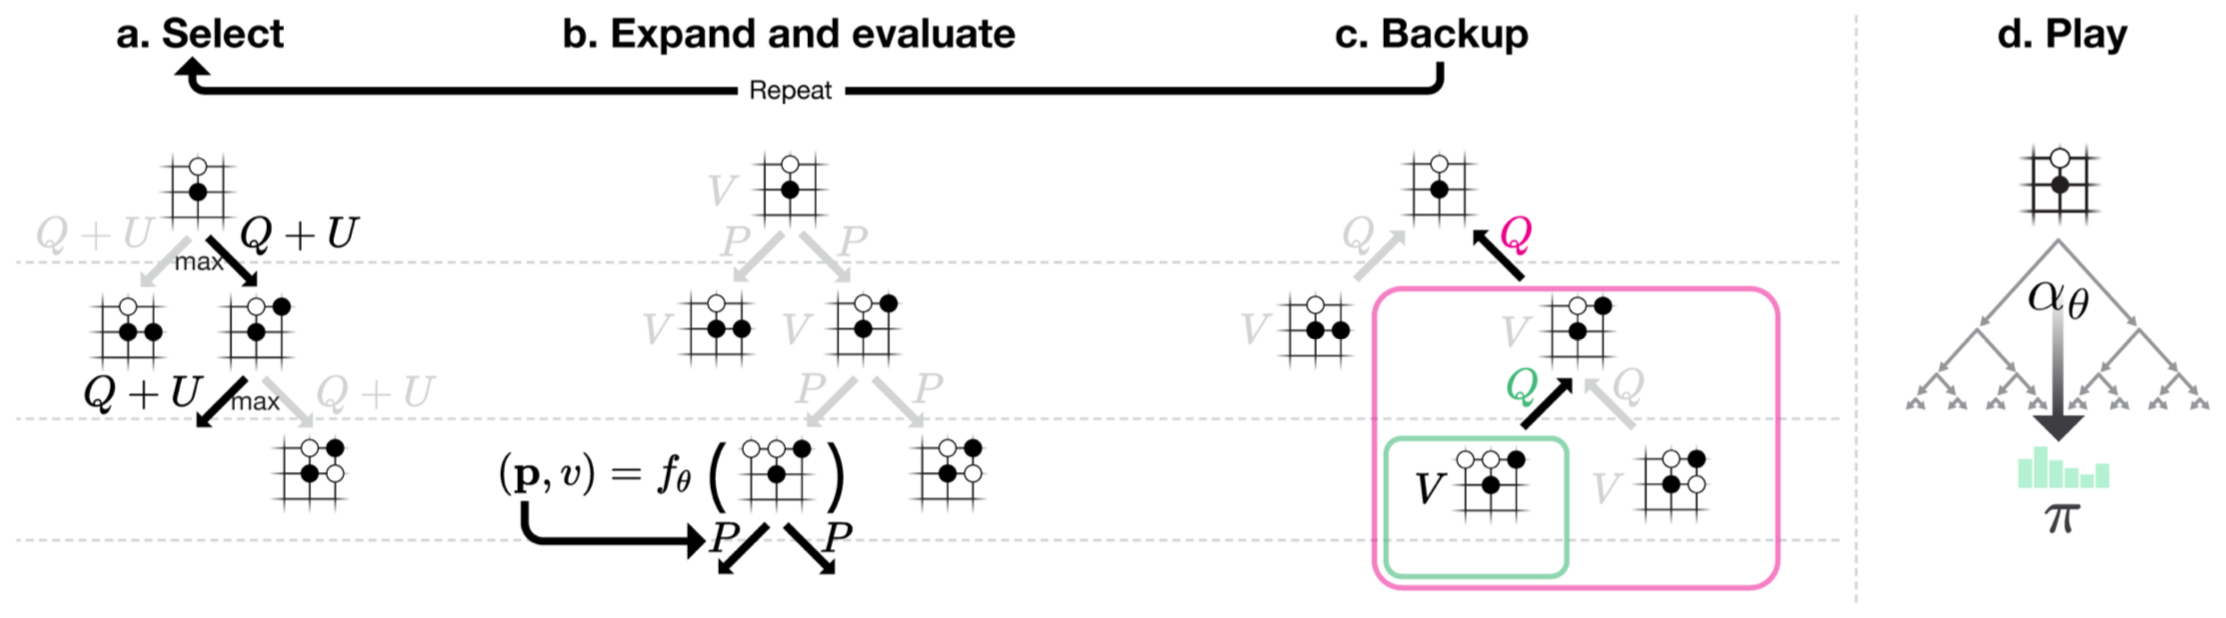 a. Select
b. Expand and evaluate
c. Backup
d. Play
Repeat
Q + U
Q + U
max
Q + U
max
Q + U
V
P
P
V
V
P
P
(p, v) = fθ ( )
P
P
Q
Q
V
V
Q
Q
V
V
αθ
π